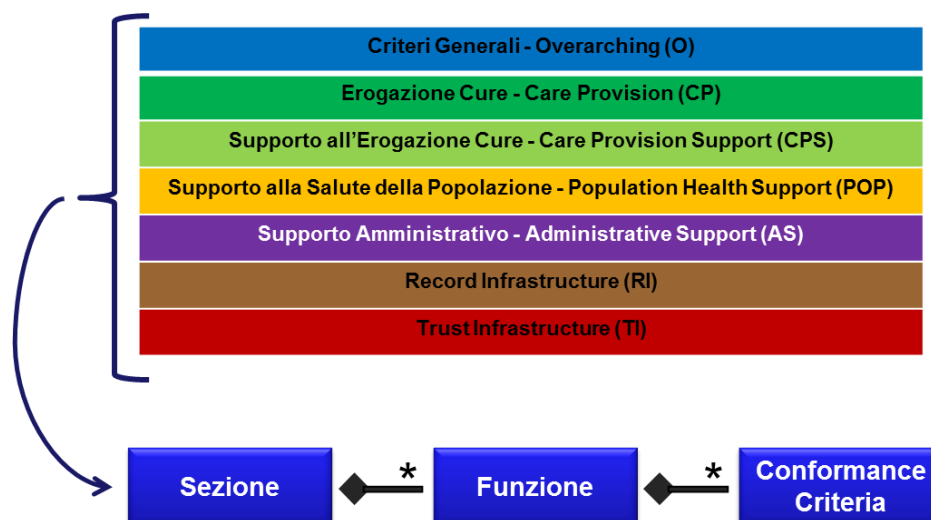 Criteri Generali - Overarching (O)
Erogazione Cure - Care Provision (CP)
Supporto all’Erogazione Cure - Care Provision Support (CPS)
Supporto alla Salute della Popolazione - Population Health Support (POP)
Supporto Amministrativo - Administrative Support (AS)
Record Infrastructure (RI)
Trust Infrastructure (TI)
Sezione
*
Funzione
*
Conformance
Criteria